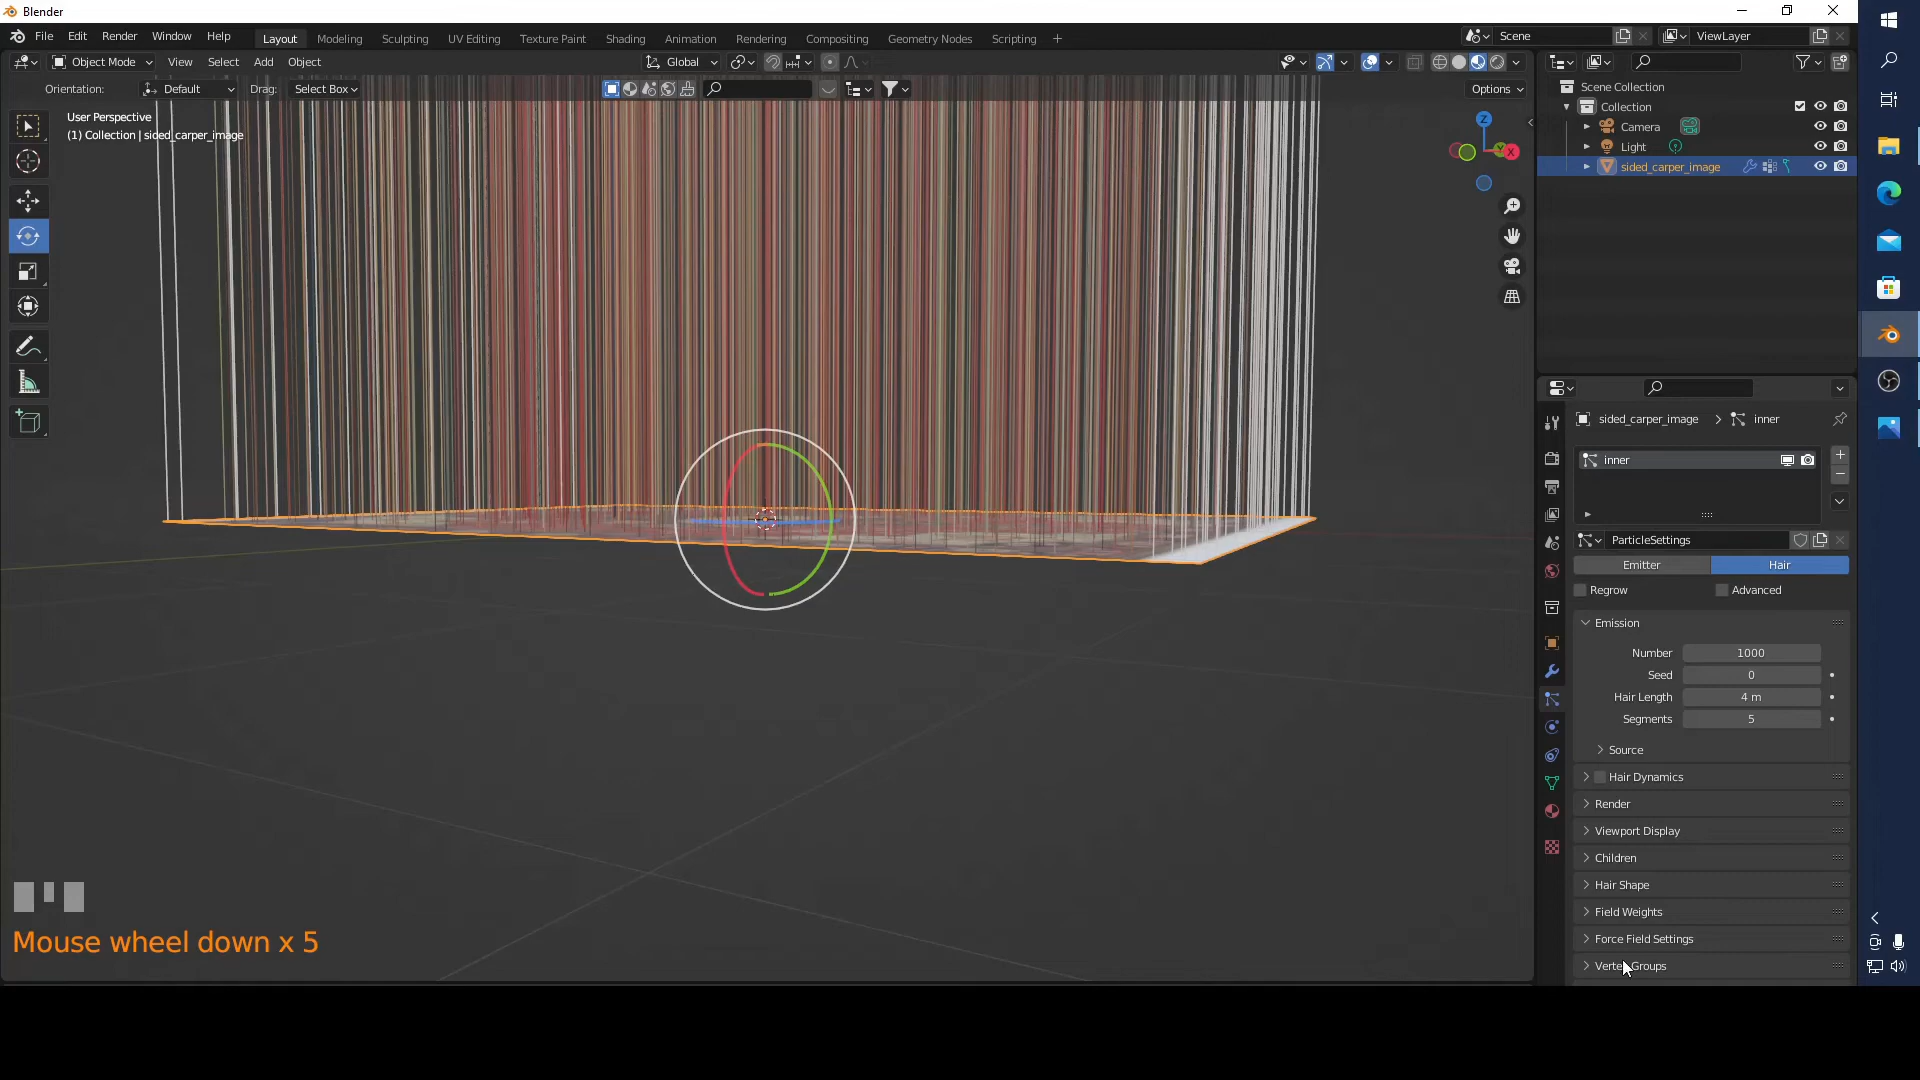 Blender
File Edit Render Window Help Layout Modeling Sculpting UV Editing Texture Paint Shading Animation Rendering Compositing Geometry Nodes Scripting + Scene ViewLayer
Object Mode View Select Add Object Global
Orientation: Default Drag: Select Box Options
User Perspective
(1) Collection | sided_carper_image
Z
Y
X
Scene Collection
Collection
Camera
Light
sided_carper_image
sided_carper_image > inner
inner
ParticleSettings
Emitter Hair
Regrow Advanced
Emission
Number 1000
Seed 0
Hair Length 4 m
Segments 5
Source
Hair Dynamics
Render
Viewport Display
Children
Hair Shape
Field Weights
Force Field Settings
Groups
Mouse wheel down x 5